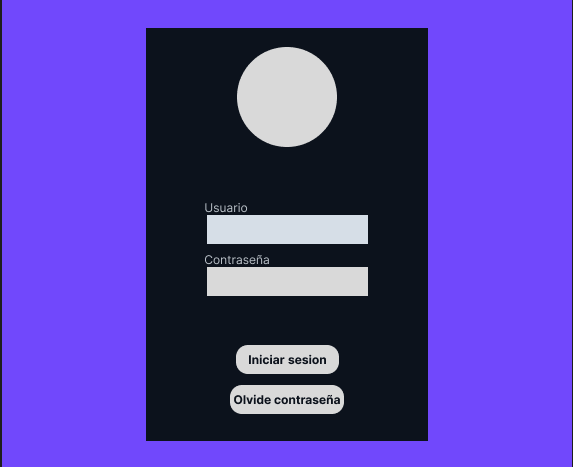 Usuario
Contraseña
Iniciar sesion
Olvide contraseña